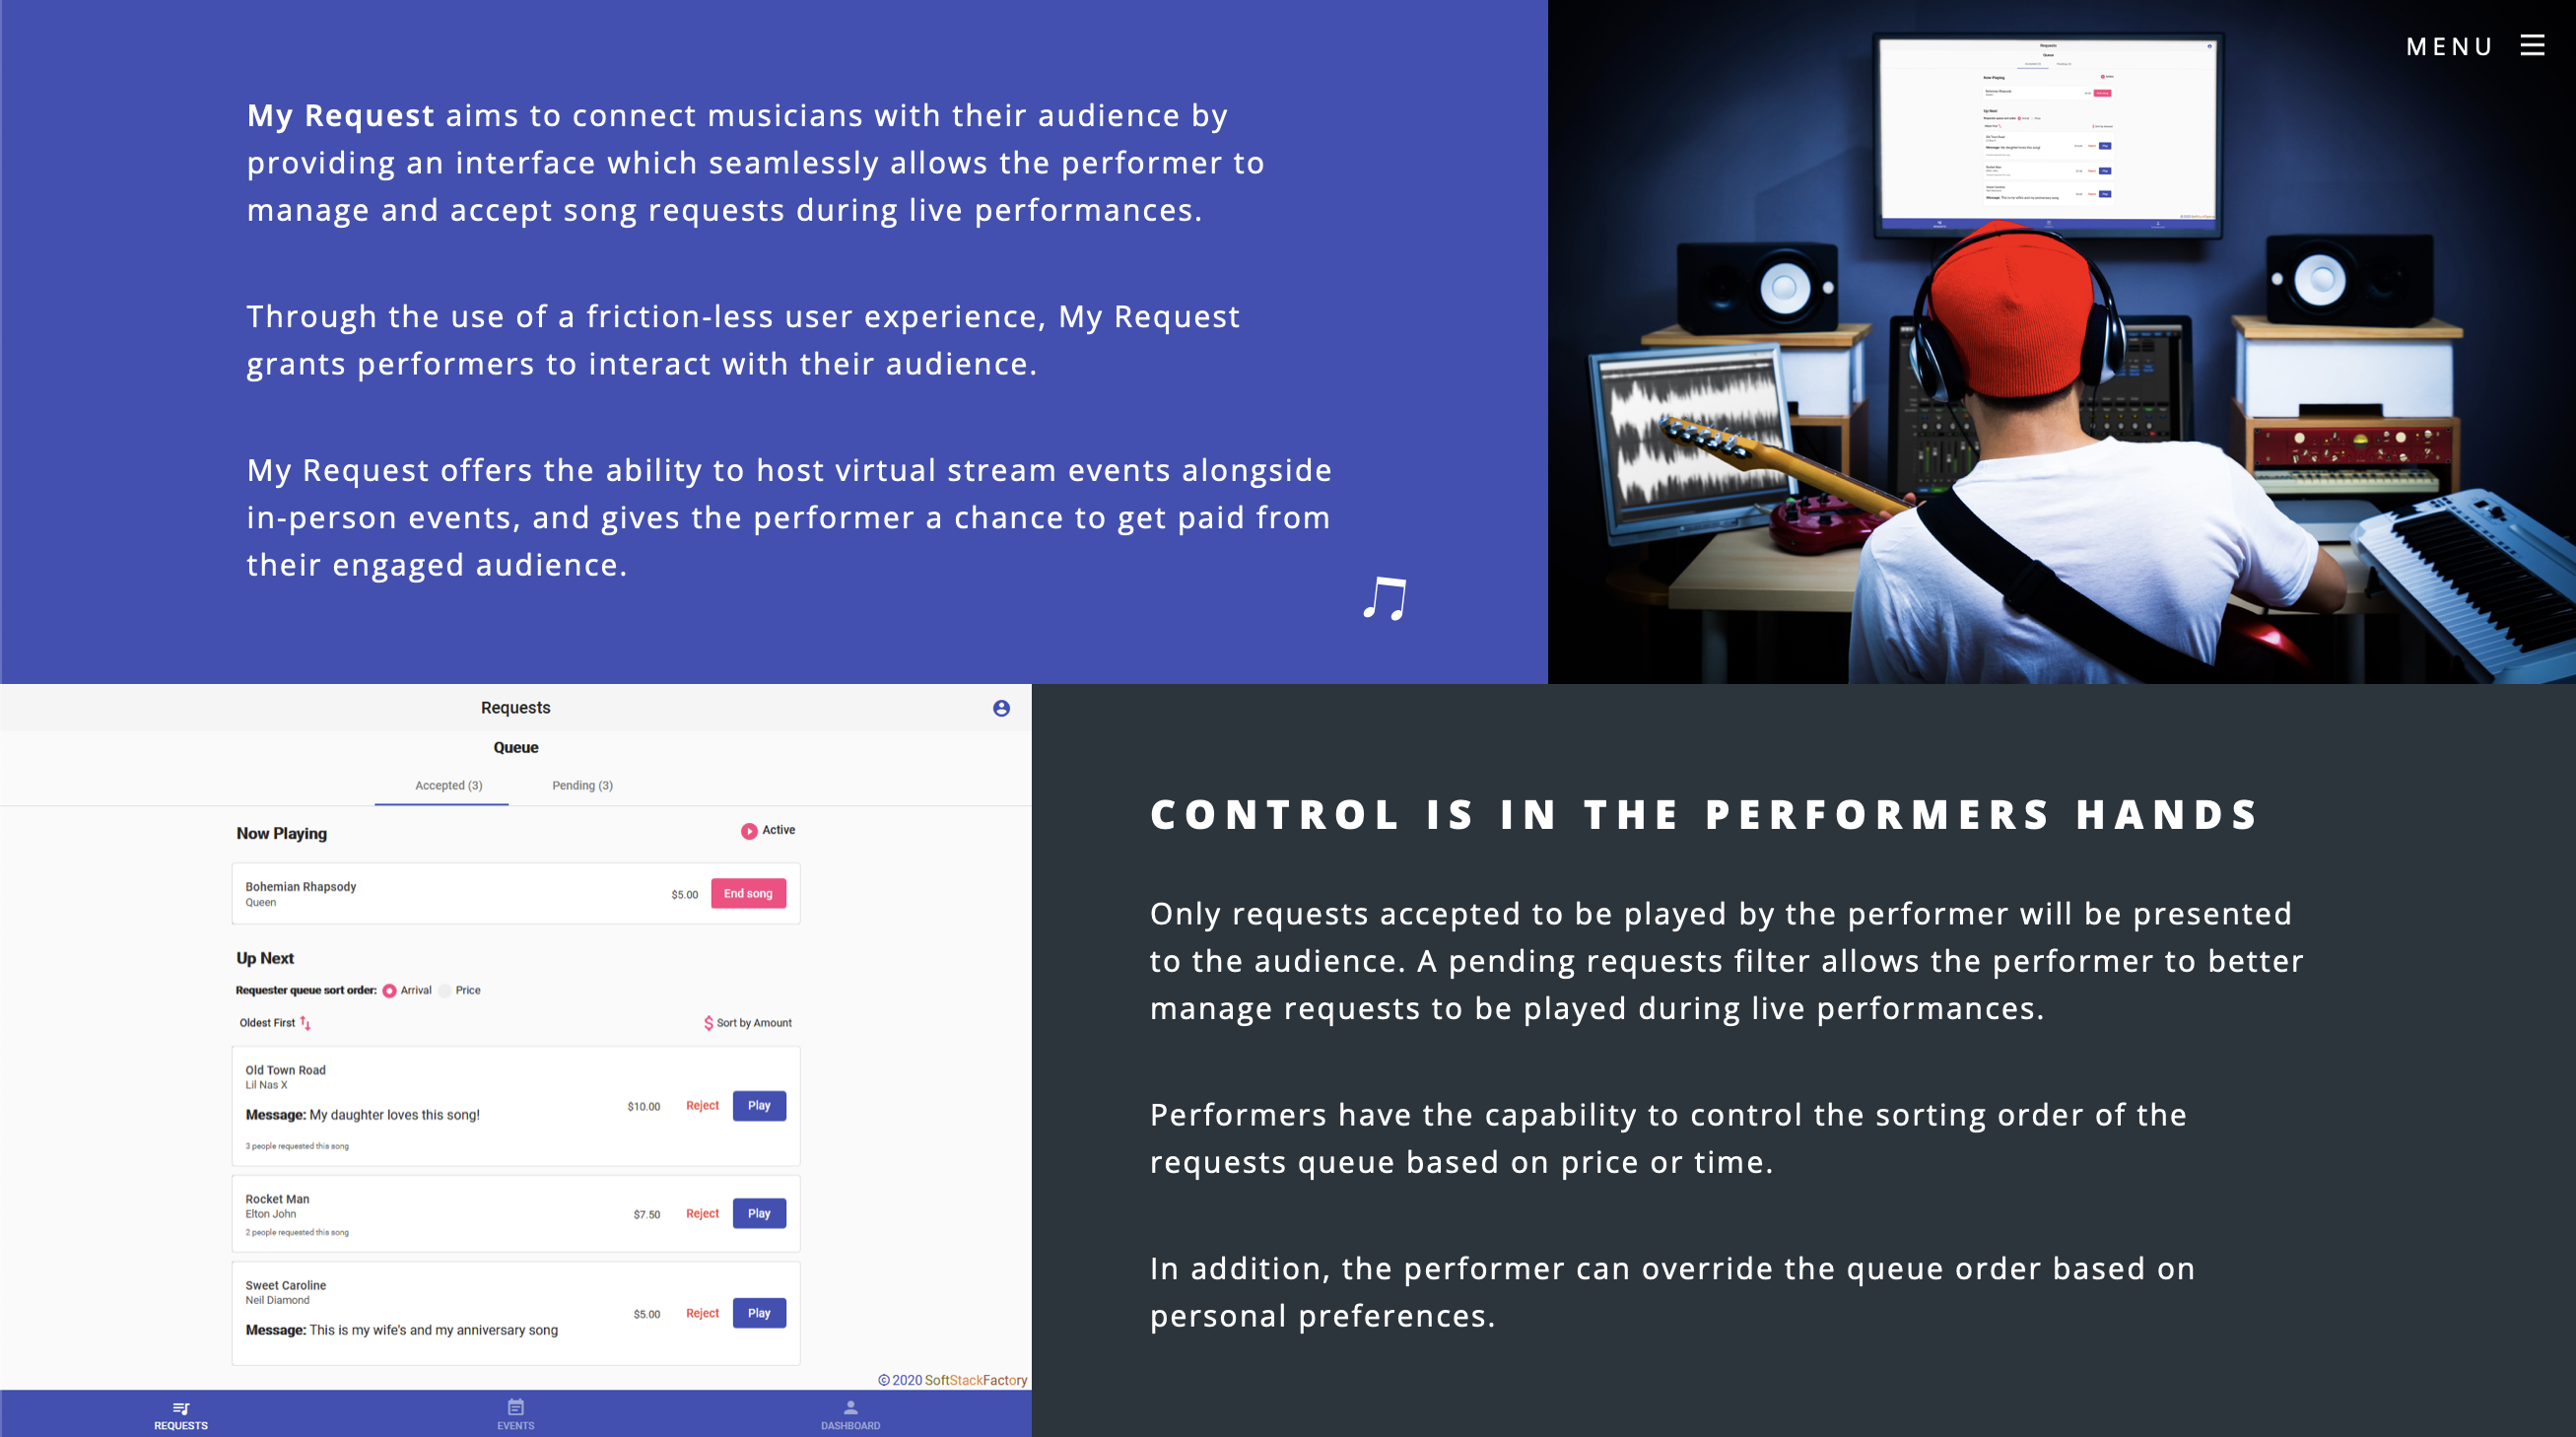 My Request aims to connect musicians with their audience by
providing an interface which seamlessly allows the performer to
manage and accept song requests during live performances.
Through the use of a friction-less user experience, My Request
grants performers to interact with their audience.
My Request offers the ability to host virtual stream events alongside
in-person events, and gives the performer a chance to get paid from
their engaged audience.
MENU
Requests
Queue
Requests
Queue
Accepted (3) Pending (3)
Now Playing Active
Bohemian Rhapsody
Queen
$5.00 End song
Up Next
Requester queue sort order: Arrival Price
Oldest First $ Sort by Amount
Old Town Road
Lil Nas X
Message: My daughter loves this song!
3 people requested this song
$10.00 Reject Play
Rocket Man
Elton John
2 people requested this song
$7.50 Reject Play
Sweet Caroline
Neil Diamond
Message: This is my wife's and my anniversary song
$5.00 Reject Play
© 2020 SoftStackFactory
REQUESTS EVENTS DASHBOARD
CONTROL IS IN THE PERFORMERS HANDS
Only requests accepted to be played by the performer will be presented
to the audience. A pending requests filter allows the performer to better
manage requests to be played during live performances.
Performers have the capability to control the sorting order of the
requests queue based on price or time.
In addition, the performer can override the queue order based on
personal preferences.